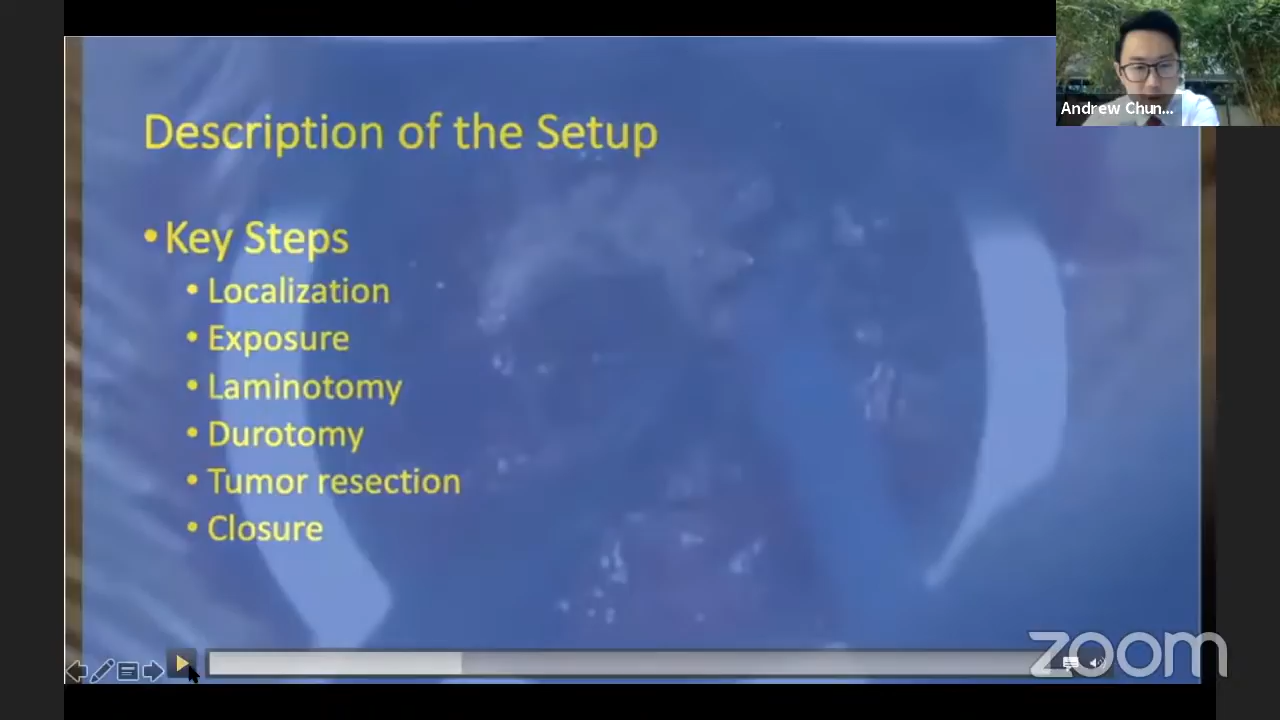 Andrew Chun...
Description of the Setup
• Key Steps
• Localization
• Exposure
• Laminotomy
• Durotomy
• Tumor resection
• Closure
zoom